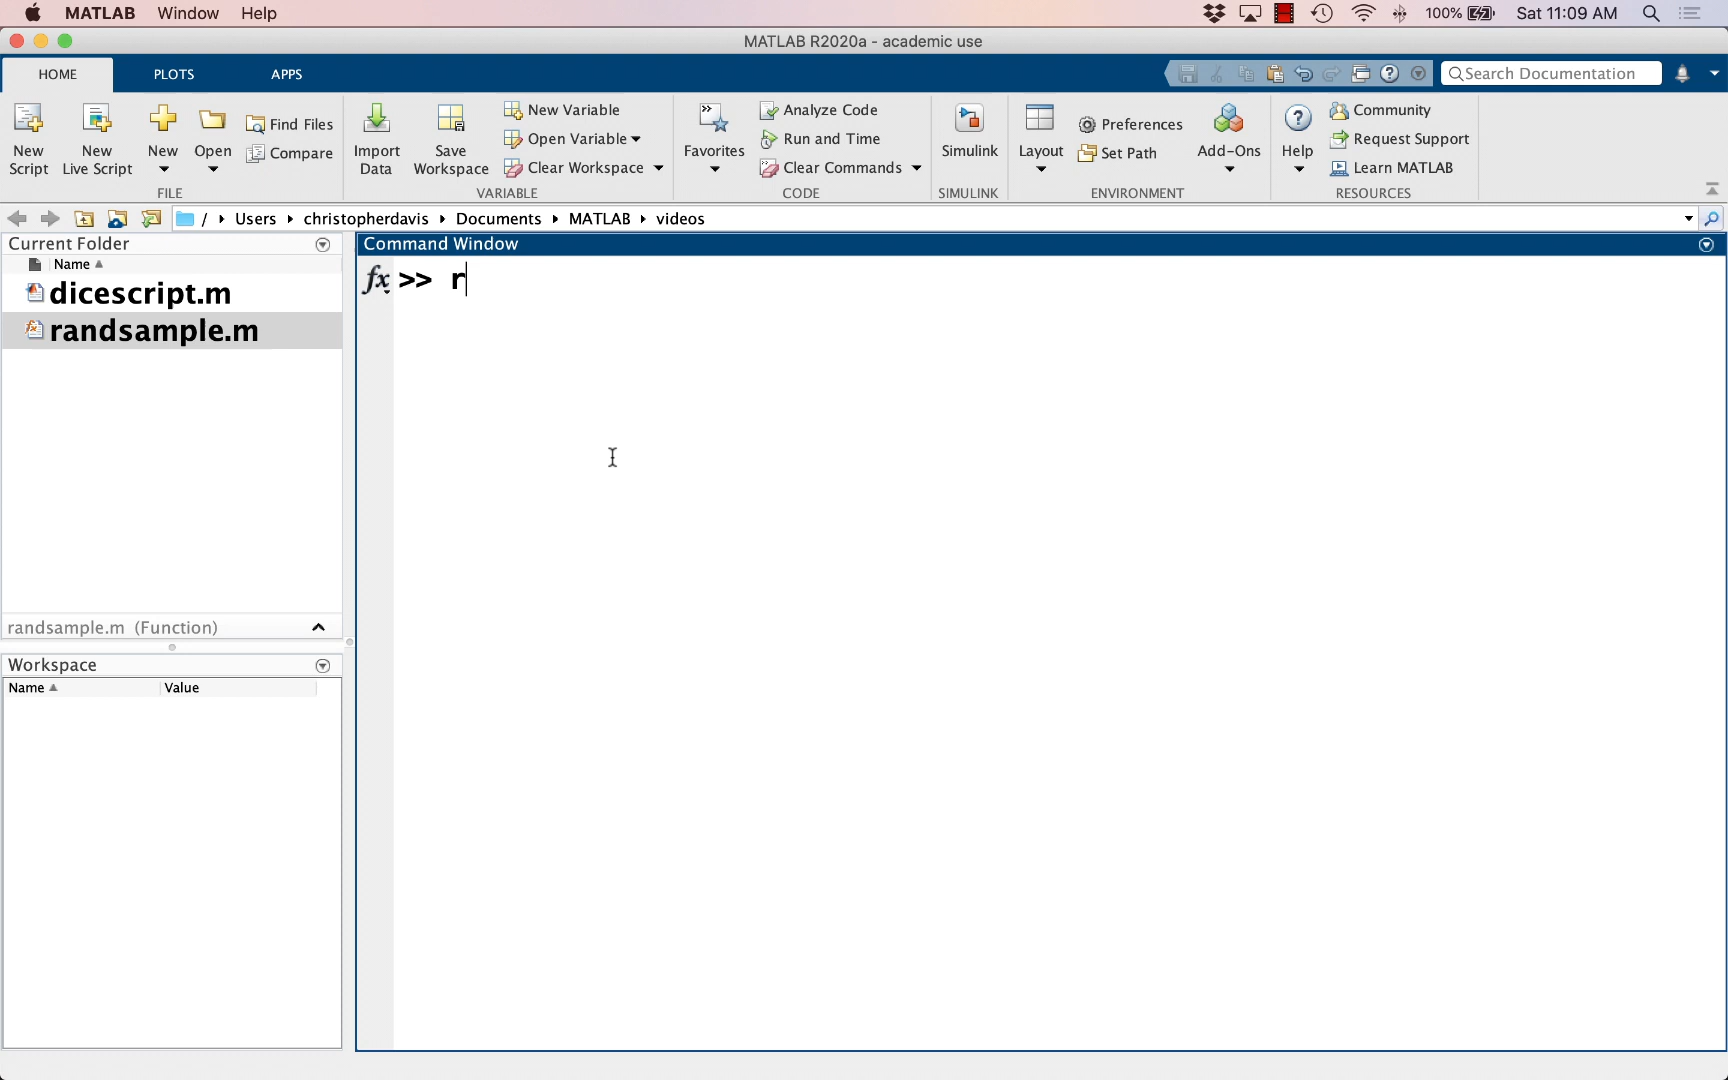 MATLAB Window Help 100% Sat 11:09 AM
MATLAB R2020a - academic use
HOME PLOTS APPS Search Documentation
New Script
New Live Script
New
Open
Find Files
Compare
FILE
Import Data
Save Workspace
New Variable
Open Variable
Clear Workspace
VARIABLE
Favorites
Analyze Code
Run and Time
Clear Commands
CODE
Simulink
SIMULINK
Layout
Preferences
Set Path
Add-Ons
ENVIRONMENT
Help
Community
Request Support
Learn MATLAB
RESOURCES
/ Users christopherdavis Documents MATLAB videos
Current Folder
Name
dicescript.m
randsample.m
randsample.m (Function)
Workspace
Name Value
Command Window
fx >> r